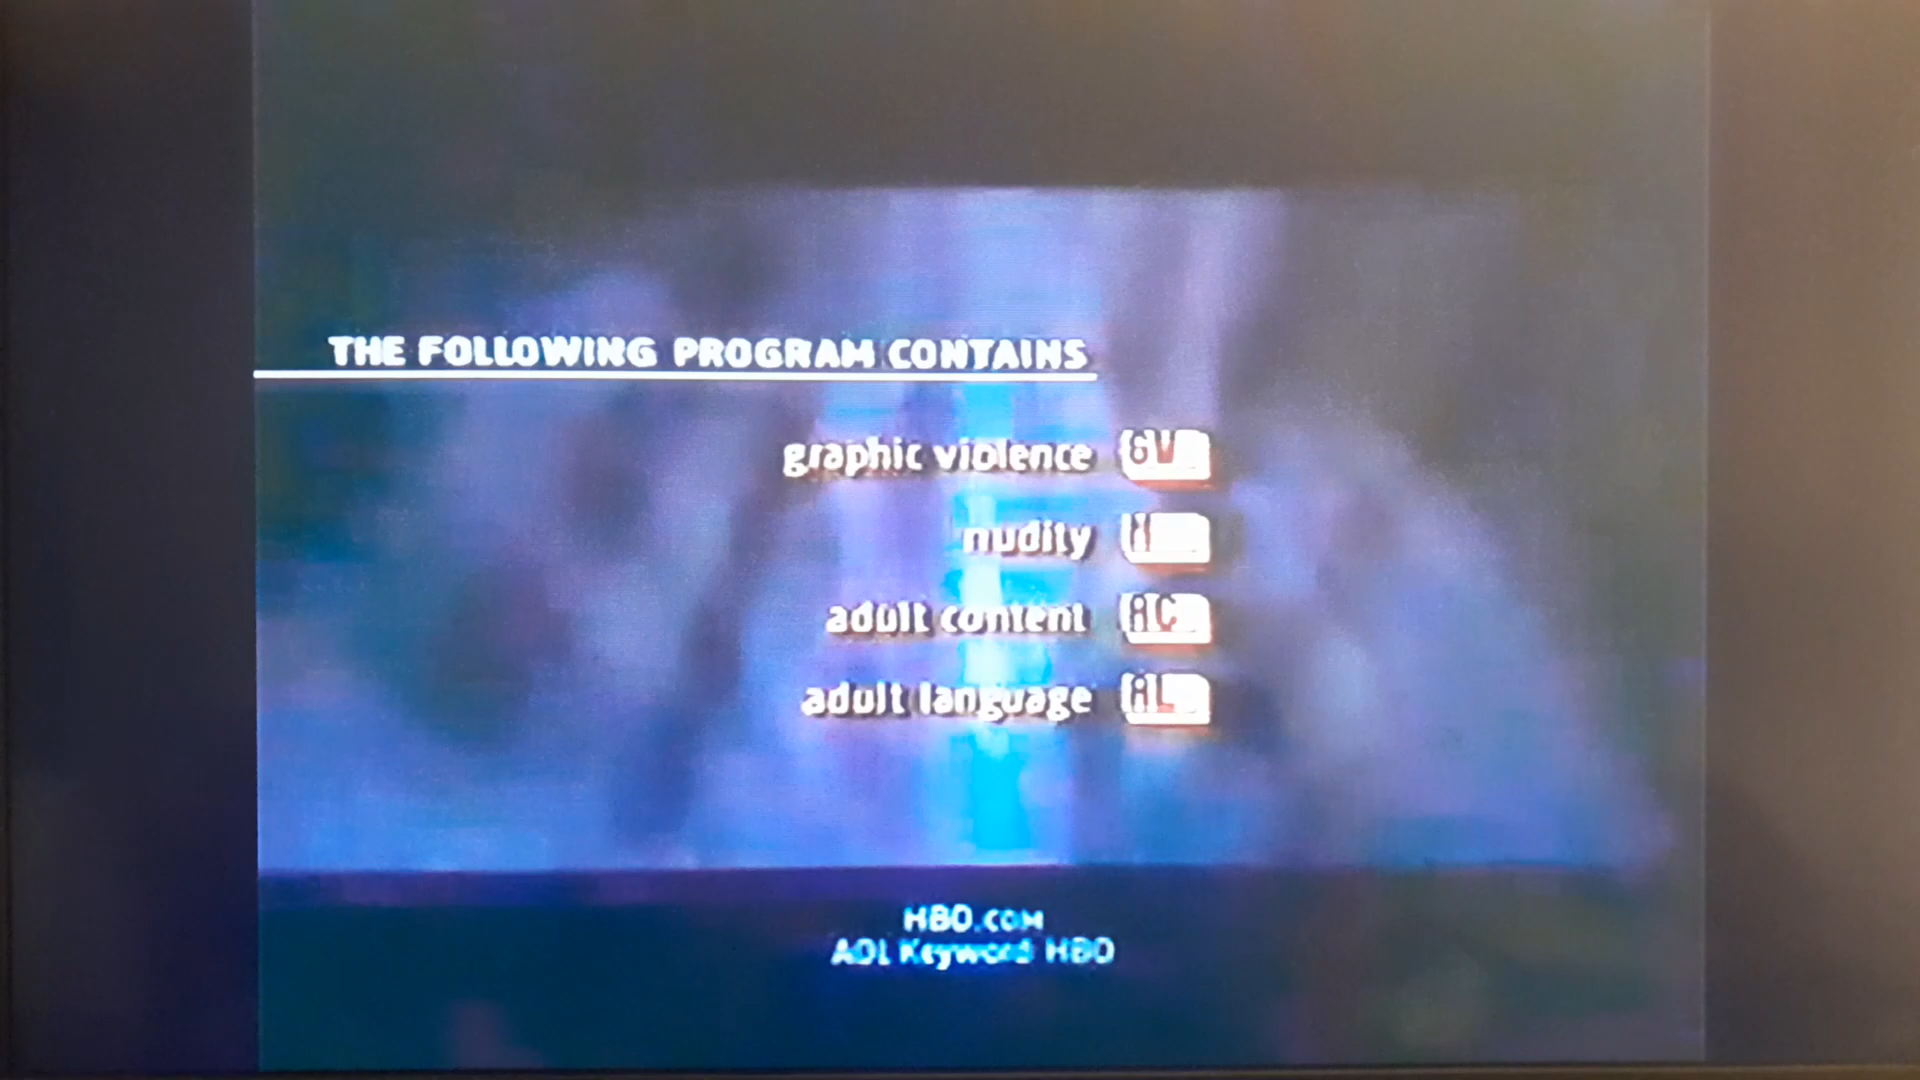 THE FOLLOWING PROGRAM CONTAINS
graphic violence GV
nudity N
adult content AC
adult language AL
HBO.COM
AOL Keyword HBO